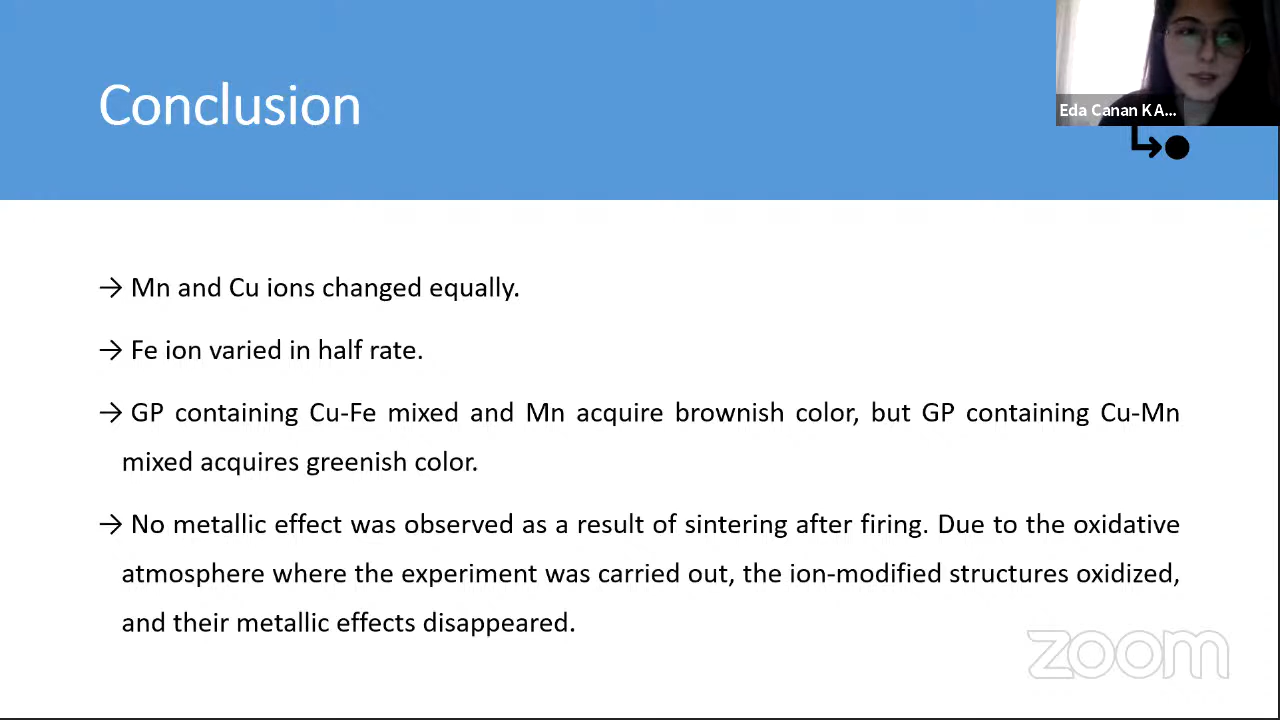 Conclusion
Eda Canan K A...
→ Mn and Cu ions changed equally.
→ Fe ion varied in half rate.
→ GP containing Cu-Fe mixed and Mn acquire brownish color, but GP containing Cu-Mn
mixed acquires greenish color.
→ No metallic effect was observed as a result of sintering after firing. Due to the oxidative
atmosphere where the experiment was carried out, the ion-modified structures oxidized,
and their metallic effects disappeared.
zoom